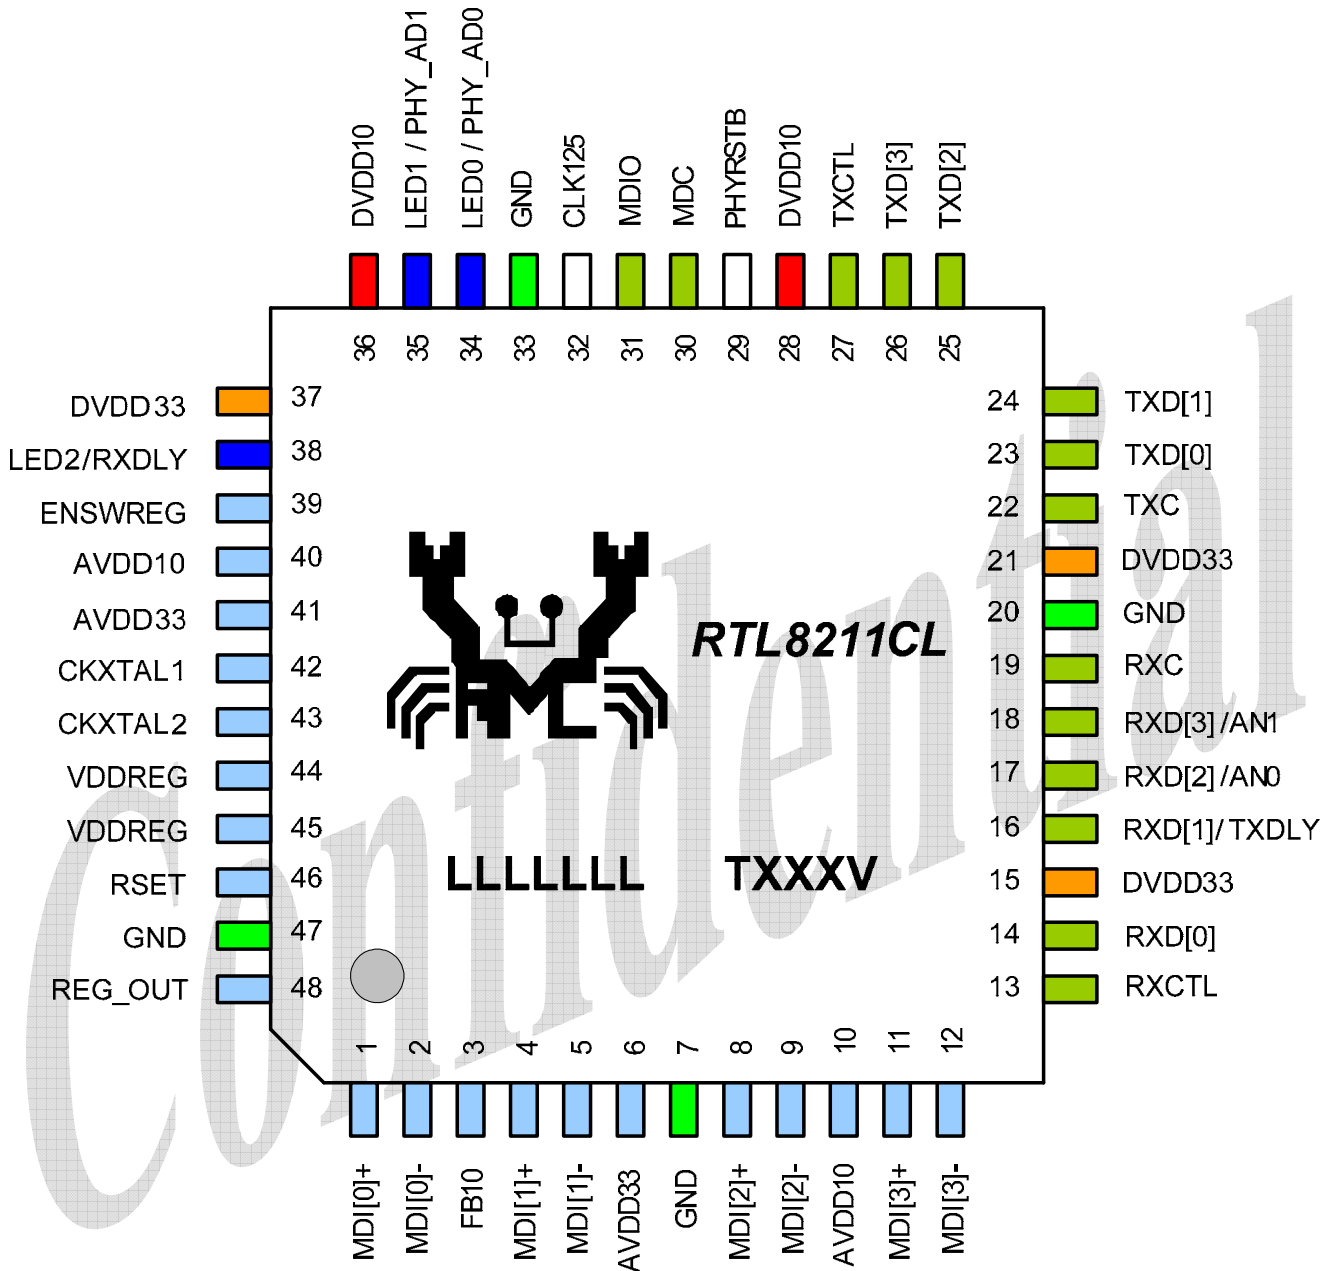 DVDD10
LED1 / PHY_AD1
LED0 / PHY_AD0
GND
CLK125
MDIO
MDC
PHYRSTB
DVDD10
TXCTL
TXD[3]
TXD[2]
36
35
34
33
32
31
30
29
28
27
26
25
DVDD33
37
LED2/RXDLY
38
ENSWREG
39
AVDD10
40
AVDD33
41
CKXTAL1
42
CKXTAL2
43
VDDREG
44
VDDREG
45
RSET
46
GND
47
REG_OUT
48
RTL8211CL
LLLLLLL
TXXXV
24
TXD[1]
23
TXD[0]
22
TXC
21
DVDD33
20
GND
19
RXC
18
RXD[3]/AN1
17
RXD[2]/AN0
16
RXD[1]/TXDLY
15
DVDD33
14
RXD[0]
13
RXCTL
1
2
3
4
5
6
7
8
9
10
11
12
MDI[0]+
MDI[0]-
FB10
MDI[1]+
MDI[1]-
AVDD33
GND
MDI[2]+
MDI[2]-
AVDD10
MDI[3]+
MDI[3]-
Confidential